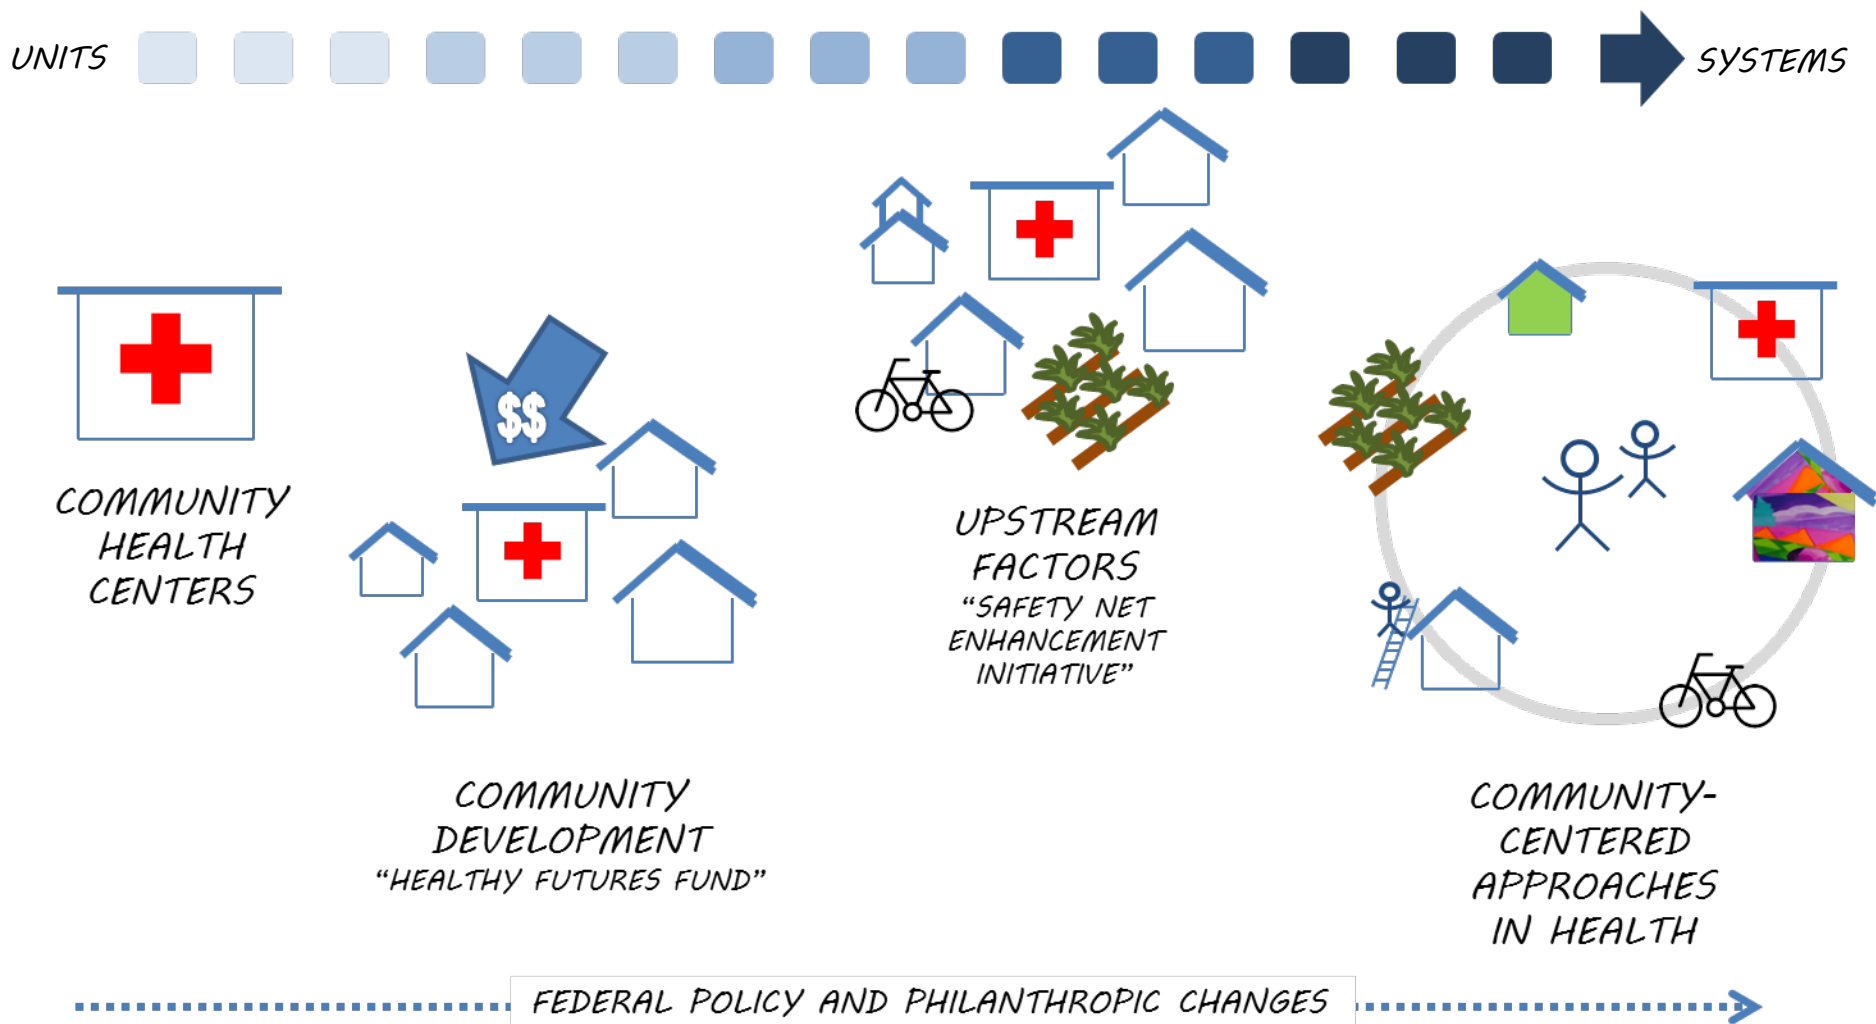 UNITS
SYSTEMS
$$
COMMUNITY
HEALTH
CENTERS
COMMUNITY
DEVELOPMENT
“HEALTHY FUTURES FUND”
UPSTREAM
FACTORS
“SAFETY NET
ENHANCEMENT
INITIATIVE”
COMMUNITY-
CENTERED
APPROACHES
IN HEALTH
FEDERAL POLICY AND PHILANTHROPIC CHANGES